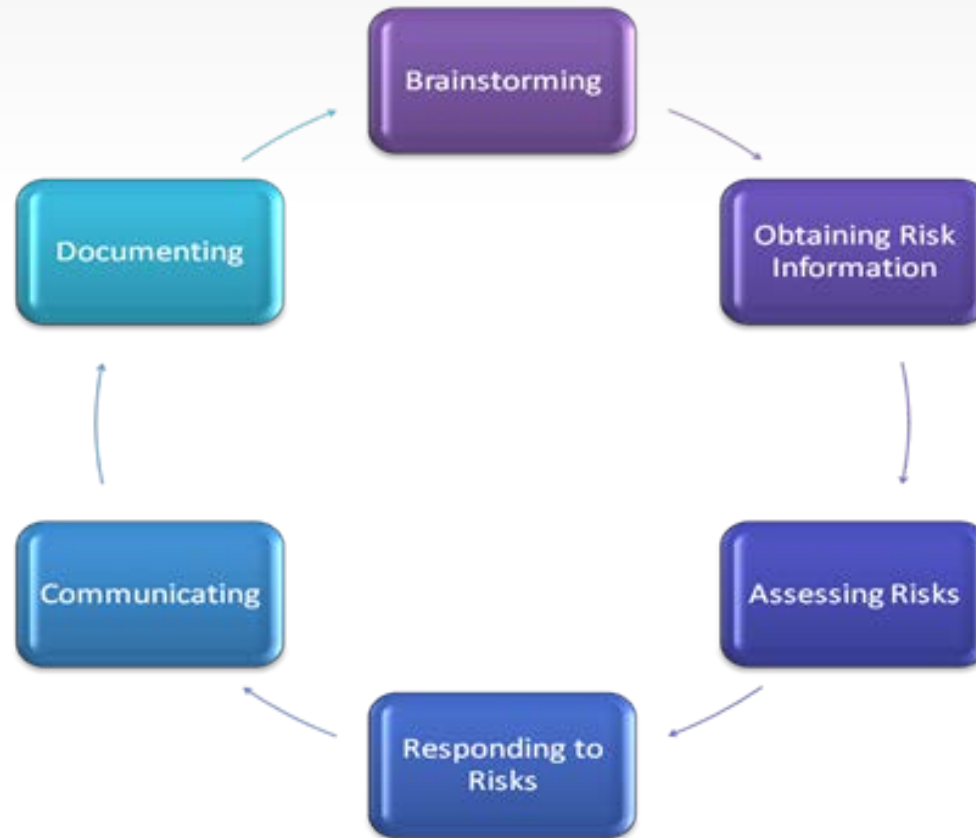 Brainstorming
Obtaining Risk
Information
Assessing Risks
Responding to
Risks
Communicating
Documenting